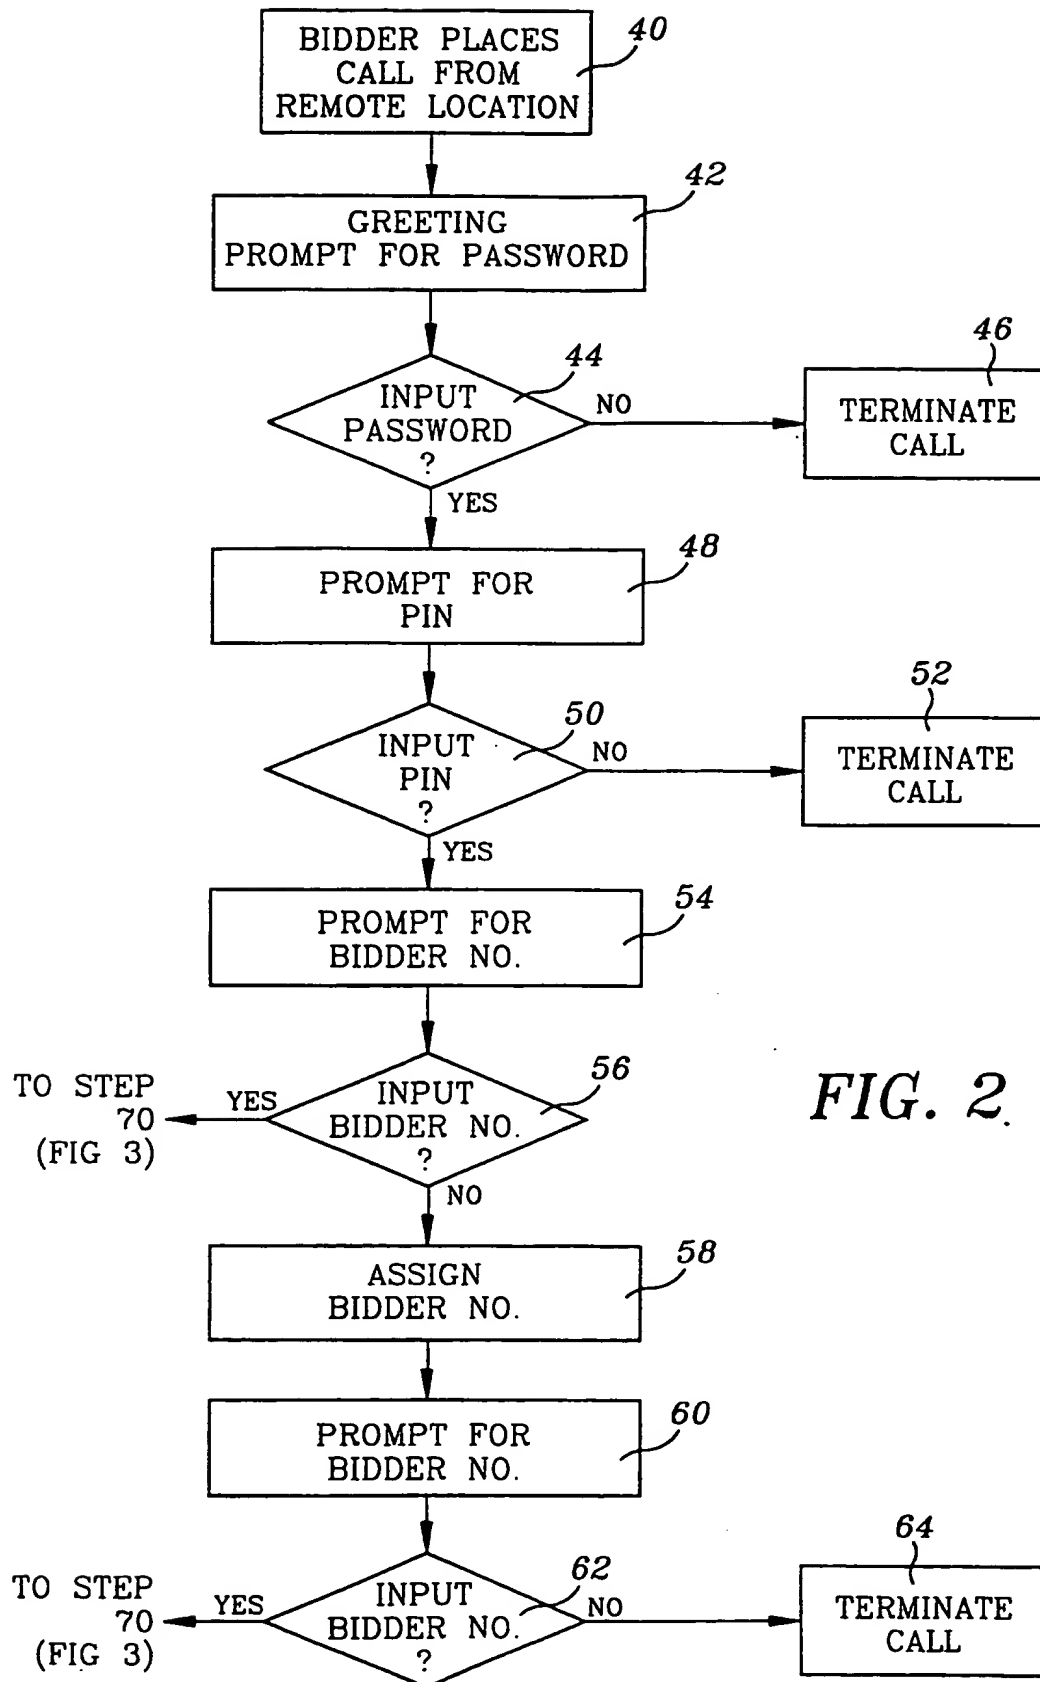 BIDDER PLACES
CALL FROM
REMOTE LOCATION
40
GREETING
PROMPT FOR PASSWORD
42
INPUT
PASSWORD
?
44
NO
TERMINATE
CALL
46
YES
PROMPT FOR
PIN
48
INPUT
PIN
?
50
NO
TERMINATE
CALL
52
YES
PROMPT FOR
BIDDER NO.
54
INPUT
BIDDER NO.
?
56
YES
TO STEP
70
(FIG 3)
FIG. 2.
NO
ASSIGN
BIDDER NO.
58
PROMPT FOR
BIDDER NO.
60
INPUT
BIDDER NO.
?
62
YES
TO STEP
70
(FIG 3)
NO
TERMINATE
CALL
64